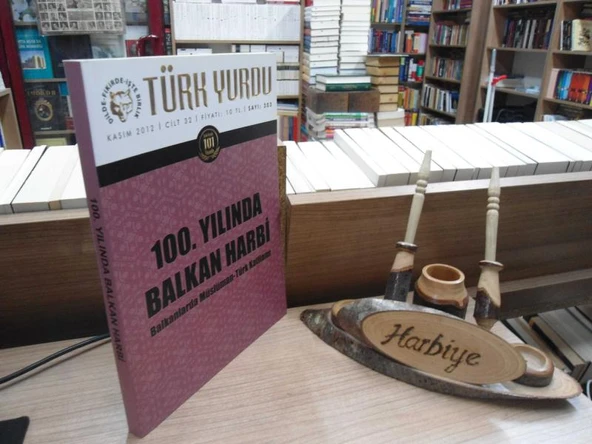 DİLDE-FİKİRDE-İŞTE BİRLİK
TÜRK YURDU
KASIM 2012 | CİLT 32 | FİYATI: 10 TL | SAYI: 303
101
100. YILINDA
BALKAN HARBİ
Balkanlarda Müslüman-Türk Katliamı
100. YILINDA BALKAN HARBİ
Harbiye